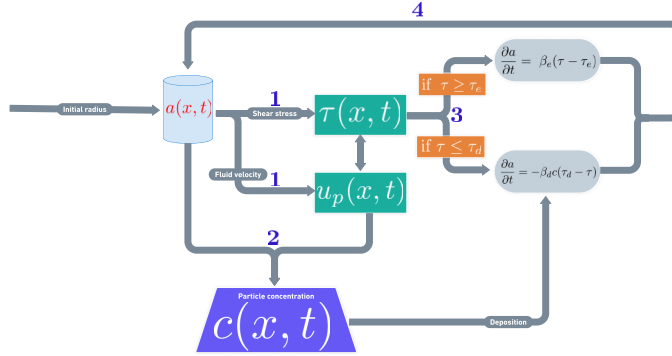 4
Initial radius
a(x, t)
1
Shear stress
τ(x, t)
if τ ≥ τ_e
3
if τ ≤ τ_d
∂a/∂t = β_e(τ − τ_e)
∂a/∂t = −β_d c(τ_d − τ)
Fluid velocity
1
u_p(x, t)
2
Particle concentration
c(x, t)
Deposition